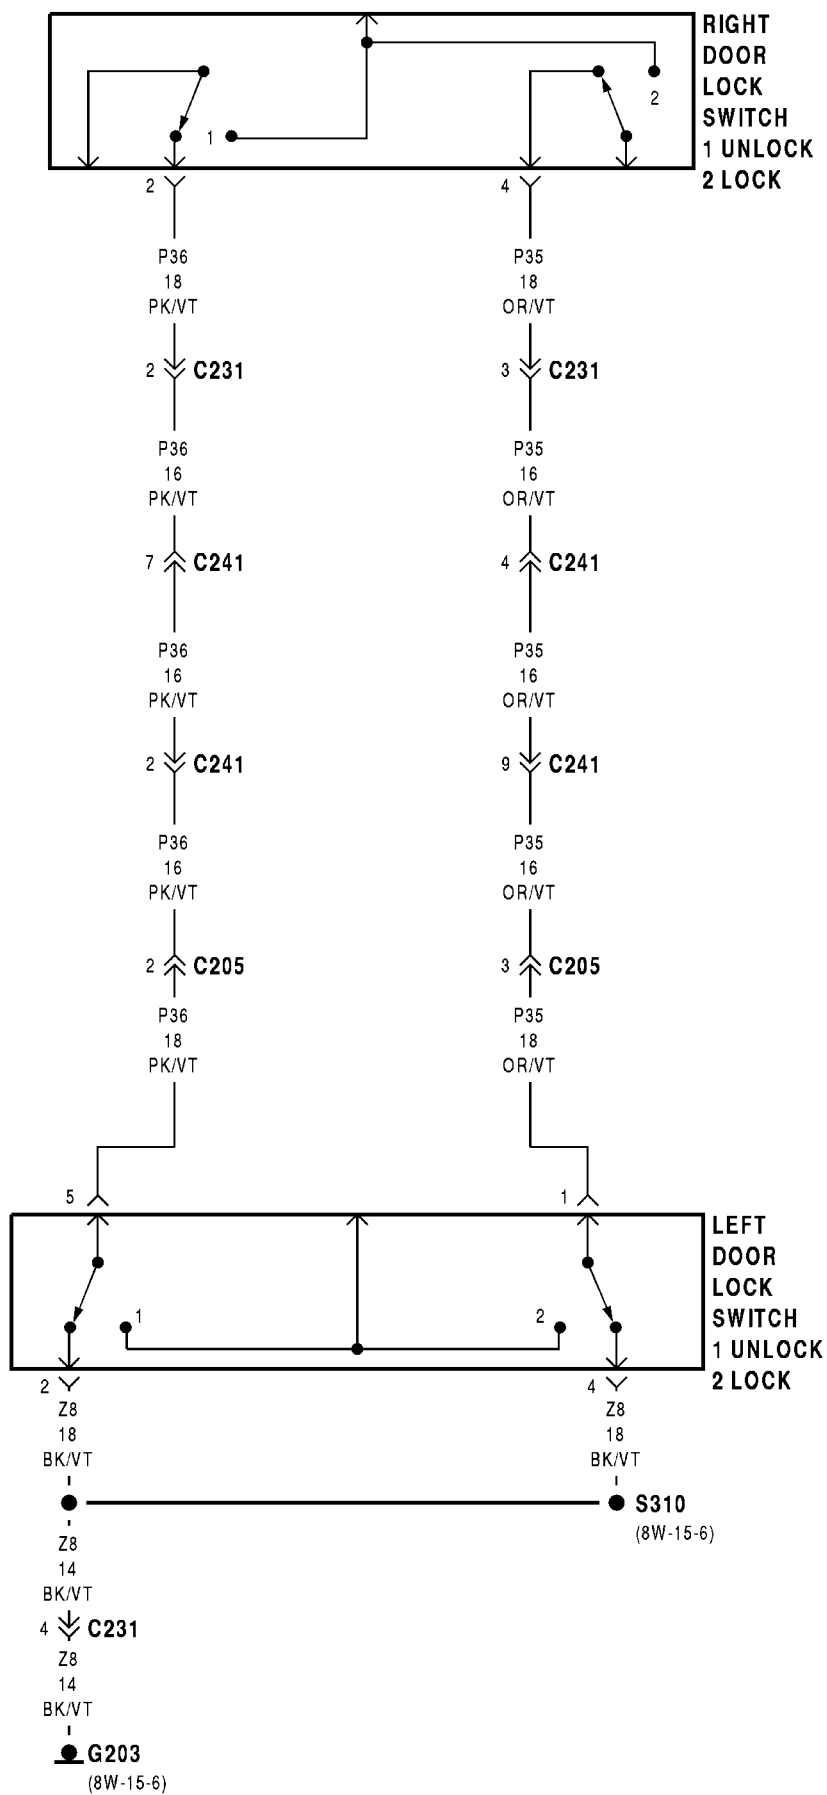 RIGHT
DOOR
LOCK
SWITCH
1 UNLOCK
2 LOCK
1
2
2
4
P36
18
PK/VT
P35
18
OR/VT
2 C231
3 C231
P36
16
PK/VT
P35
16
OR/VT
7 C241
4 C241
P36
16
PK/VT
P35
16
OR/VT
2 C241
9 C241
P36
16
PK/VT
P35
16
OR/VT
2 C205
3 C205
P36
18
PK/VT
P35
18
OR/VT
5
1
LEFT
DOOR
LOCK
SWITCH
1 UNLOCK
2 LOCK
1
2
2
4
Z8
18
BK/VT
Z8
18
BK/VT
S310
(8W-15-6)
Z8
14
BK/VT
4 C231
Z8
14
BK/VT
G203
(8W-15-6)